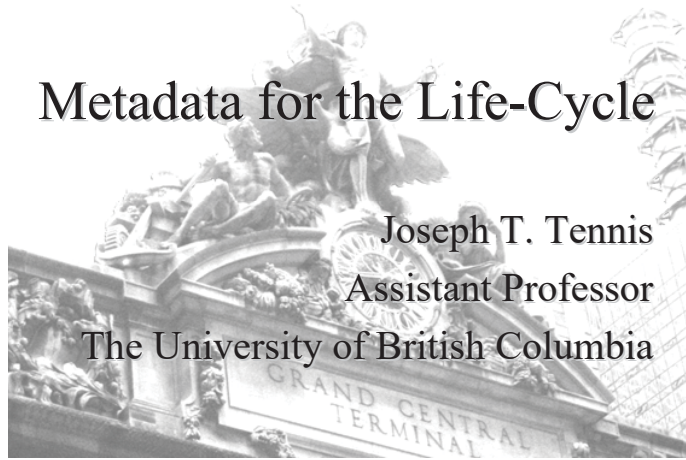 Metadata for the Life-Cycle
Joseph T. Tennis
Assistant Professor
The University of British Columbia
GRAND CENTRAL
TERMINAL